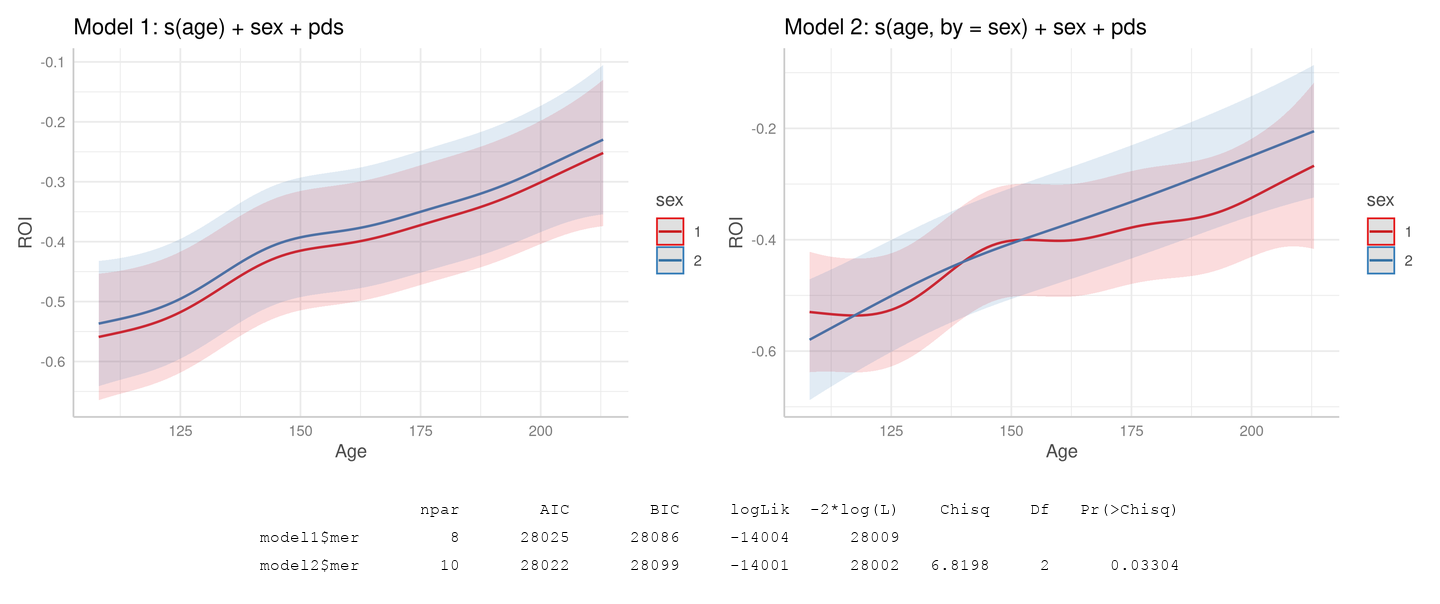 Model 1: s(age) + sex + pds
-0.1
-0.2
-0.3
-0.4
-0.5
-0.6
ROI
125 150 175 200
Age
sex
1
2
Model 2: s(age, by = sex) + sex + pds
-0.2
-0.4
-0.6
ROI
125 150 175 200
Age
sex
1
2
npar AIC BIC logLik -2*log(L) Chisq Df Pr(>Chisq)
model1$mer 8 28025 28086 -14004 28009
model2$mer 10 28022 28099 -14001 28002 6.8198 2 0.03304